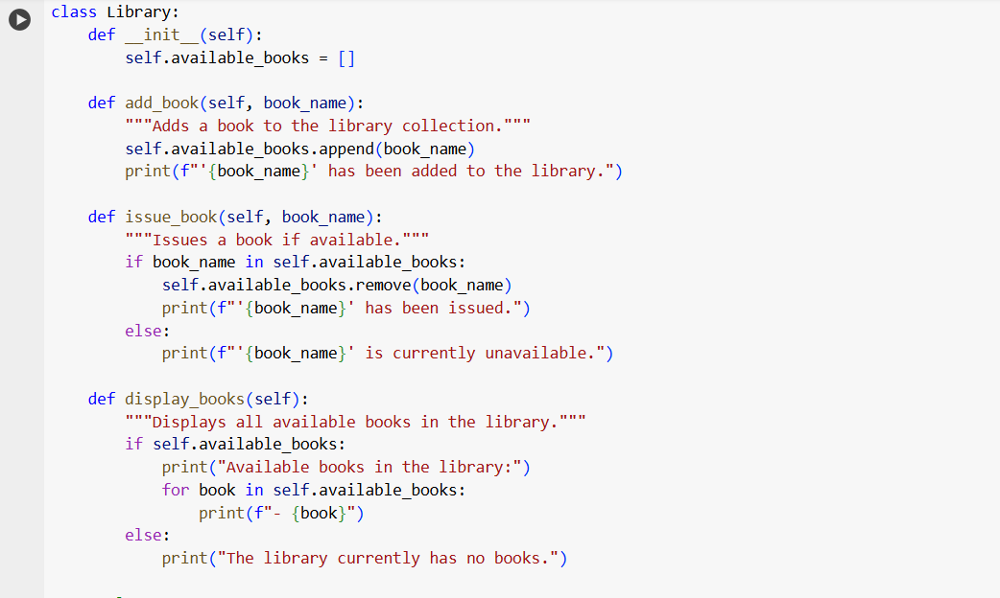 class Library:
    def __init__(self):
        self.available_books = []

    def add_book(self, book_name):
        """Adds a book to the library collection."""
        self.available_books.append(book_name)
        print(f"'{book_name}' has been added to the library.")

    def issue_book(self, book_name):
        """Issues a book if available."""
        if book_name in self.available_books:
            self.available_books.remove(book_name)
            print(f"'{book_name}' has been issued.")
        else:
            print(f"'{book_name}' is currently unavailable.")

    def display_books(self):
        """Displays all available books in the library."""
        if self.available_books:
            print("Available books in the library:")
            for book in self.available_books:
                print(f"- {book}")
        else:
            print("The library currently has no books.")